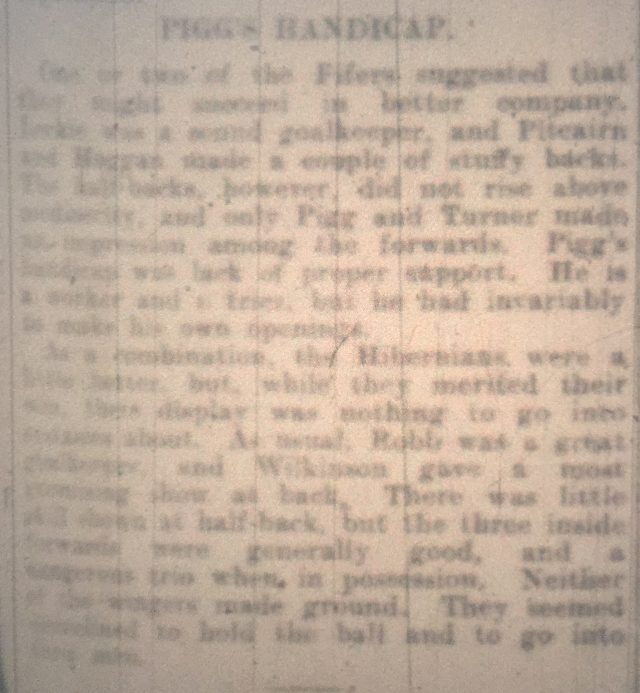 PIGG'S HANDICAP.
One or two of the Fifers suggested that
they might succeed in better company.
was a sound goalkeeper, and Pitcairn
and Huggan made a couple of stuffy backs.
The half-backs, however, did not rise above
mediocrity, and only Pigg and Turner made
an impression among the forwards. Pigg's
handicap was lack of proper support. He is
a worker and a trier, but he had invariably
to make his own openings.
As a combination, the Hibernians were a
little better, but, while they merited their
win, their display was nothing to go into
about. As usual, Robb was a great
goalkeeper, and Wilkinson gave a most
promising show at back. There was little
skill shown at half-back, but the three inside
forwards were generally good, and a
dangerous trio when in possession. Neither
of the wingers made ground. They seemed
to hold the ball and to go into
their men.